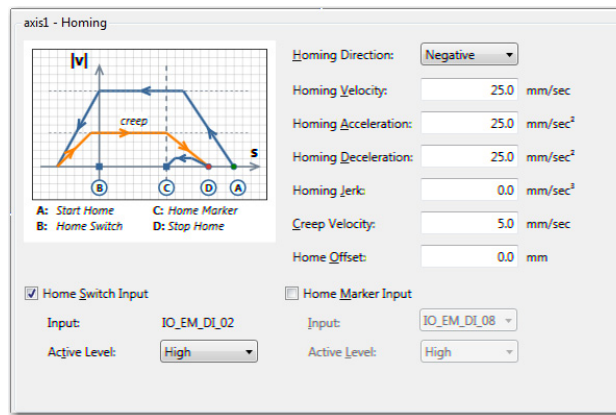 axis1 - Homing
|v|
creep
s
B
C
D
A
A: Start Home
C: Home Marker
B: Home Switch
D: Stop Home
Homing Direction: Negative
Homing Velocity: 25.0 mm/sec
Homing Acceleration: 25.0 mm/sec²
Homing Deceleration: 25.0 mm/sec²
Homing Jerk: 0.0 mm/sec³
Creep Velocity: 5.0 mm/sec
Home Offset: 0.0 mm
Home Switch Input
Input: IO_EM_DI_02
Active Level: High
Home Marker Input
Input: IO_EM_DI_08
Active Level: High